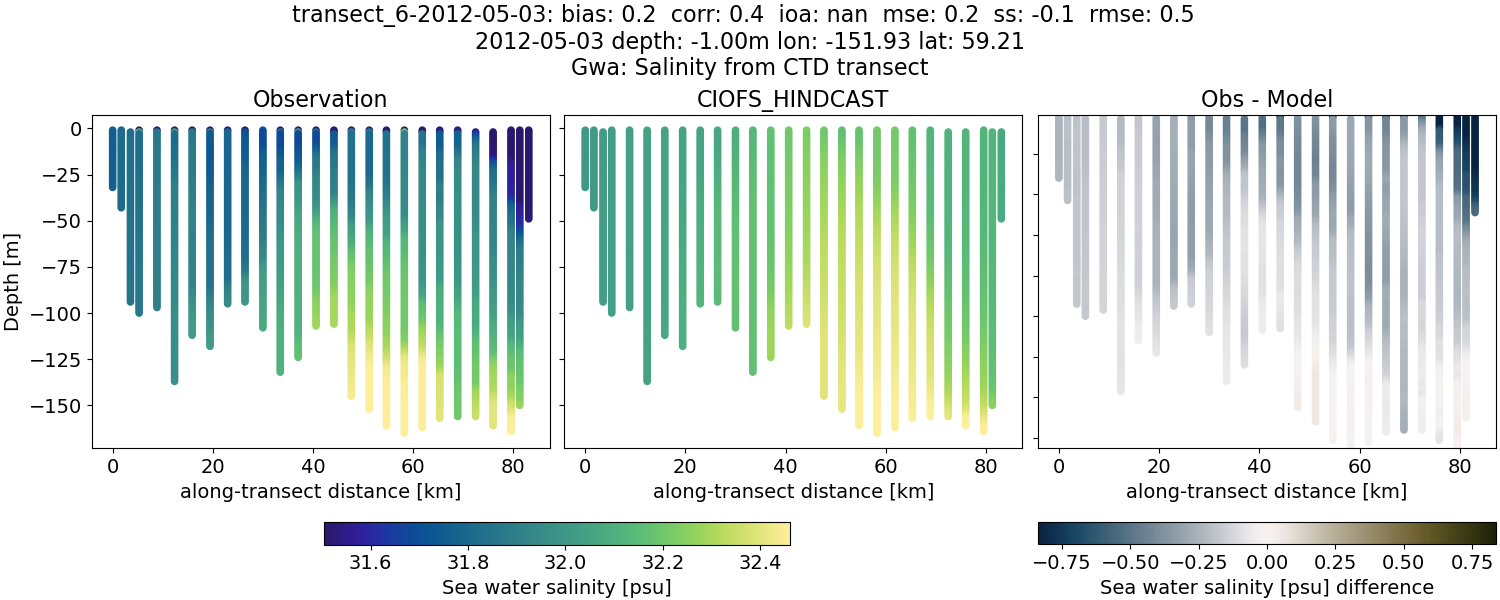 transect_6-2012-05-03: bias: 0.2  corr: 0.4  ioa: nan  mse: 0.2  ss: -0.1  rmse: 0.5
2012-05-03 depth: -1.00m lon: -151.93 lat: 59.21
Gwa: Salinity from CTD transect
Observation
CIOFS_HINDCAST
Obs - Model
Depth [m]
0
−25
−50
−75
−100
−125
−150
0 20 40 60 80
0 20 40 60 80
0 20 40 60 80
along-transect distance [km]
along-transect distance [km]
along-transect distance [km]
31.6 31.8 32.0 32.2 32.4
Sea water salinity [psu]
−0.75 −0.50 −0.25 0.00 0.25 0.50 0.75
Sea water salinity [psu] difference